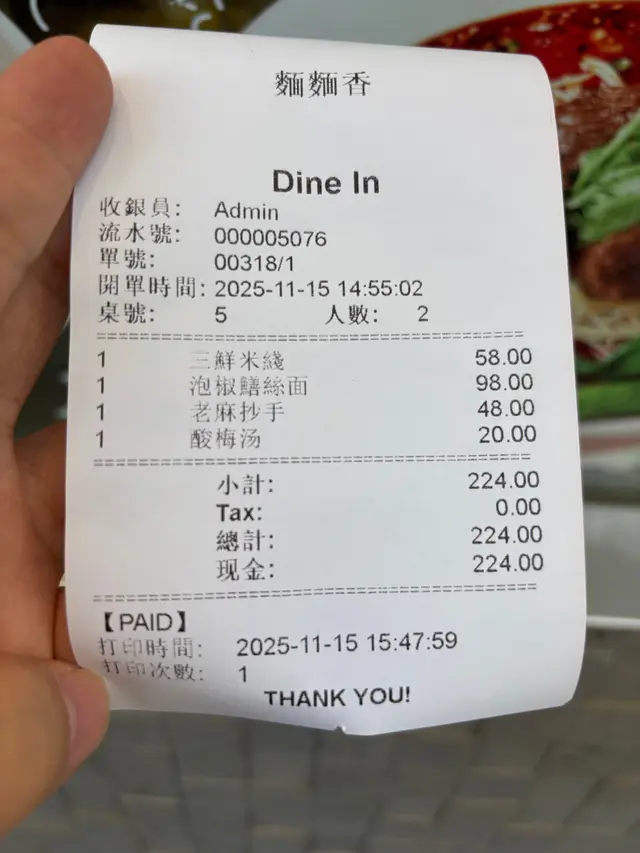 麵麵香
Dine In
收銀員: Admin
流水號: 000005076
單號: 00318/1
開單時間: 2025-11-15 14:55:02
桌號: 5 人數: 2
1 三鮮米綫 58.00
1 泡椒鱔絲面 98.00
1 老麻抄手 48.00
1 酸梅汤 20.00
小計: 224.00
Tax: 0.00
總計: 224.00
现金: 224.00
【PAID】
打印時間: 2025-11-15 15:47:59
打印次數: 1
THANK YOU!